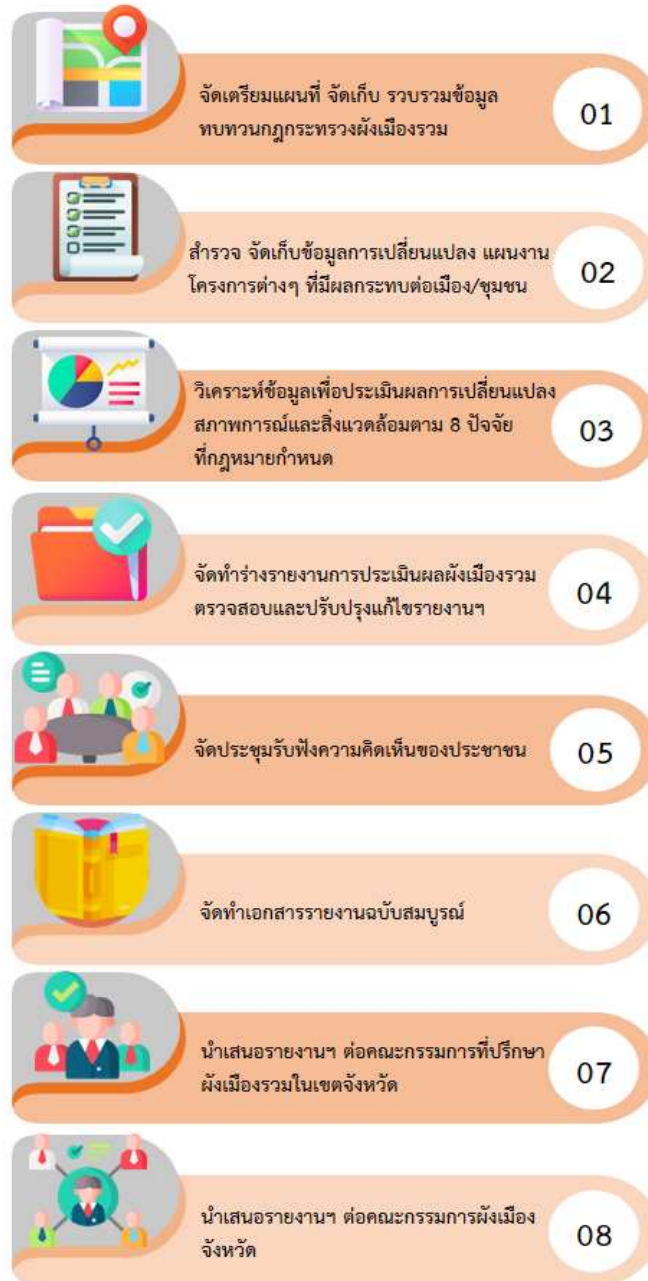 จัดเตรียมแผนที่ จัดเก็บ รวบรวมข้อมูล
ทบทวนกฎกระทรวงผังเมืองรวม
01
สำรวจ จัดเก็บข้อมูลการเปลี่ยนแปลง แผนงาน
โครงการต่างๆ ที่มีผลกระทบต่อเมือง/ชุมชน
02
วิเคราะห์ข้อมูลเพื่อประเมินผลการเปลี่ยนแปลง
สภาพการณ์และสิ่งแวดล้อมตาม 8 ปัจจัย
ที่กฎหมายกำหนด
03
จัดทำร่างรายงานการประเมินผลผังเมืองรวม
ตรวจสอบและปรับปรุงแก้ไขรายงานฯ
04
จัดประชุมรับฟังความคิดเห็นของประชาชน
05
จัดทำเอกสารรายงานฉบับสมบูรณ์
06
นำเสนอรายงานฯ ต่อคณะกรรมการที่ปรึกษา
ผังเมืองรวมในเขตจังหวัด
07
นำเสนอรายงานฯ ต่อคณะกรรมการผังเมือง
จังหวัด
08